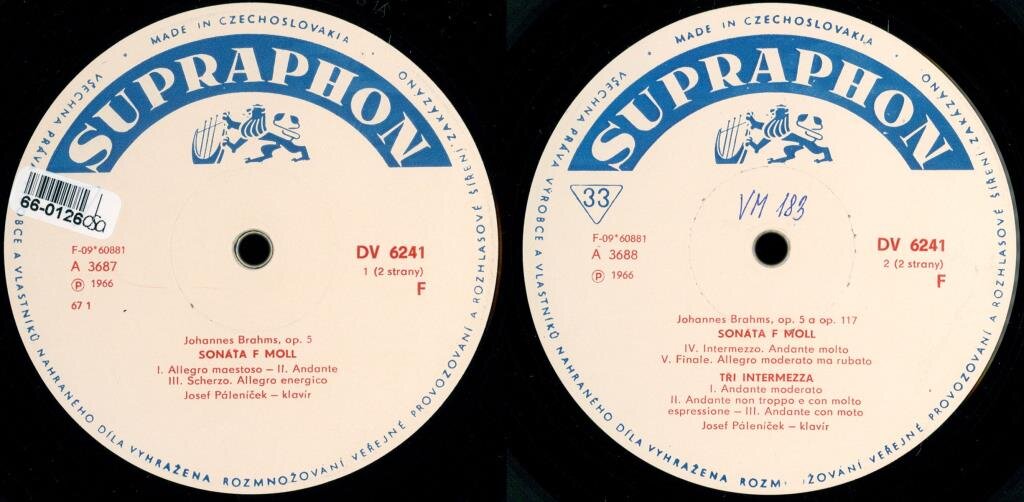 MADE IN CZECHOSLOVAKIA
SUPRAPHON
VŠECHNA PRÁVA VÝROBCE A VLASTNÍKŮ NAHRANÉHO DÍLA VYHRAŽENA ROZMNOŽOVÁNÍ VEŘEJNÉ PROVOZOVÁNÍ A ROZHLASOVÉ ŠÍŘENÍ ZAKÁZÁNO
66-0126
F-09*60881
A 3687
Ⓟ 1966
67 1
DV 6241
1 (2 strany)
F
Johannes Brahms, op. 5
SONÁTA F MOLL
I. Allegro maestoso – II. Andante
III. Scherzo. Allegro energico
Josef Páleníček – klavír
MADE IN CZECHOSLOVAKIA
SUPRAPHON
VŠECHNA PRÁVA VÝROBCE A VLASTNÍKŮ NAHRANÉHO DÍLA VYHRAŽENA ROZM OŽOVÁNÍ VEŘEJNÉ PROVOZOVÁNÍ A ROZHLASOVÉ ŠÍŘENÍ ZAKÁZÁNO
33
VM 183
F-09*60881
A 3688
Ⓟ 1966
DV 6241
2 (2 strany)
F
Johannes Brahms, op. 5 a op. 117
SONÁTA F MOLL
IV. Intermezzo. Andante molto
V. Finale. Allegro moderato ma rubato
TŘI INTERMEZZA
I. Andante moderato
II. Andante non troppo e con molto
espressione – III. Andante con moto
Josef Páleníček – klavír